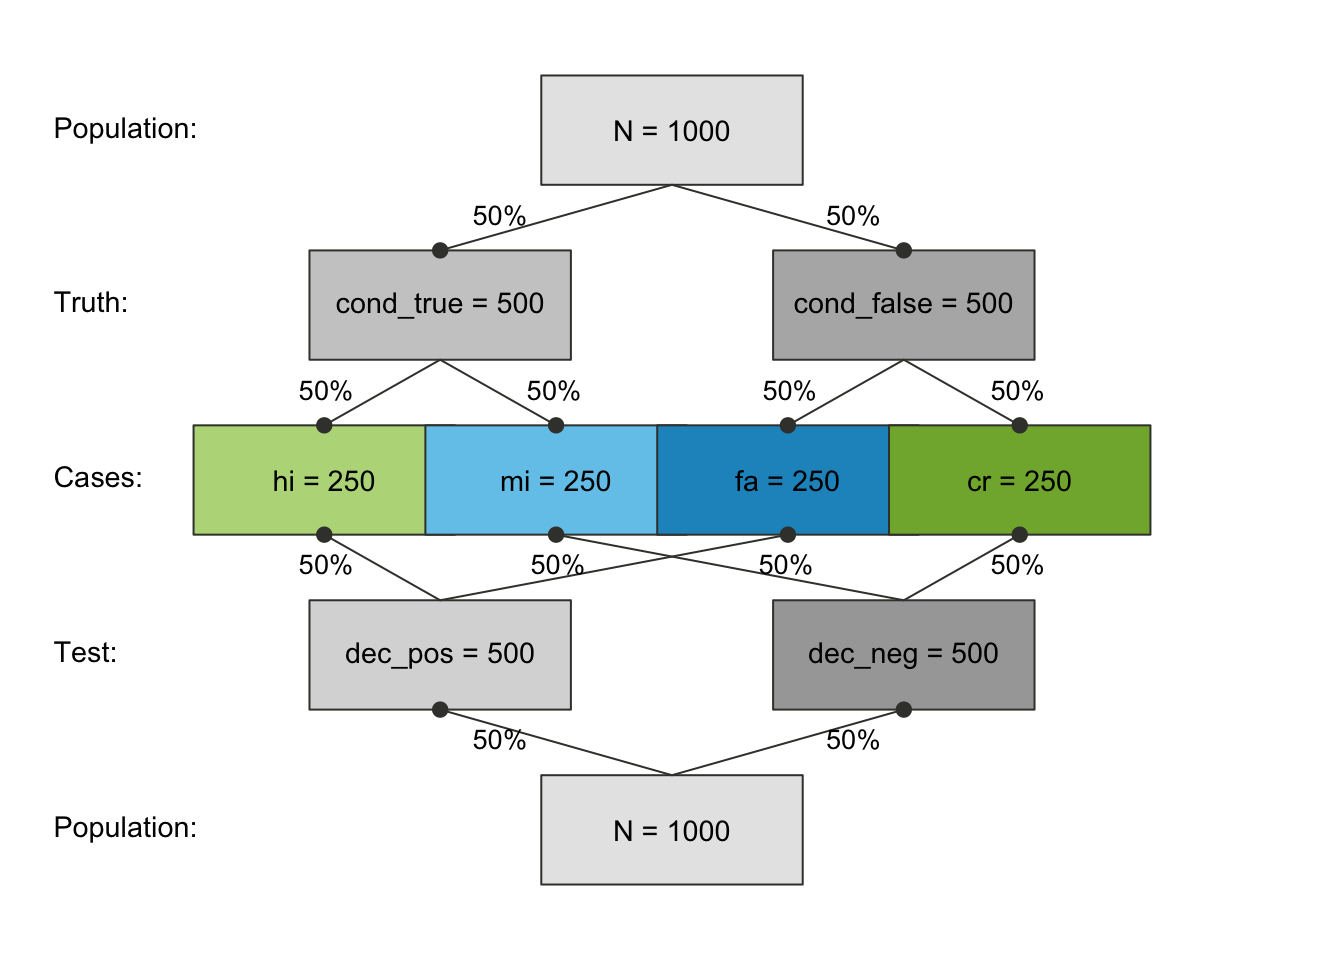 Population:
N = 1000
50% 50%
Truth:
cond_true = 500 cond_false = 500
50% 50% 50% 50%
Cases:
hi = 250 mi = 250 fa = 250 cr = 250
50% 50% 50% 50%
Test:
dec_pos = 500 dec_neg = 500
50% 50%
Population:
N = 1000